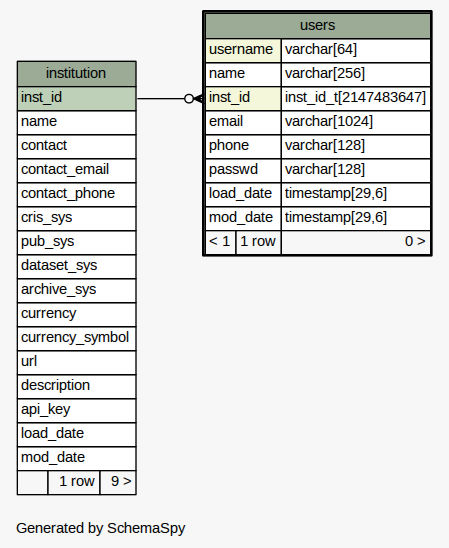 users
username varchar[64]
name varchar[256]
inst_id inst_id_t[2147483647]
email varchar[1024]
phone varchar[128]
passwd varchar[128]
load_date timestamp[29,6]
mod_date timestamp[29,6]
< 1 1 row 0 >
institution
inst_id
name
contact
contact_email
contact_phone
cris_sys
pub_sys
dataset_sys
archive_sys
currency
currency_symbol
url
description
api_key
load_date
mod_date
1 row 9 >
Generated by SchemaSpy